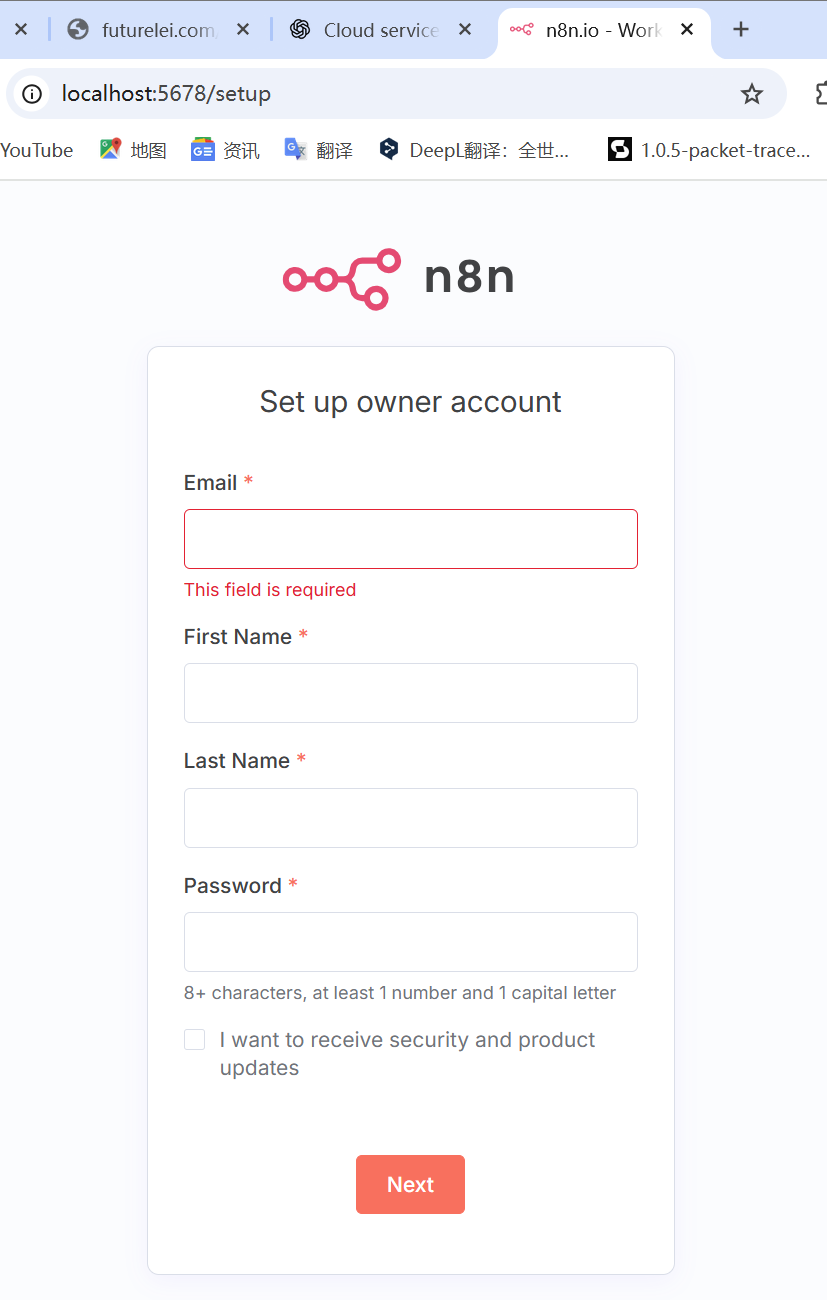 futurelei.com
Cloud service
n8n.io - Work
localhost:5678/setup
YouTube
地图
资讯
翻译
DeepL翻译：全世...
1.0.5-packet-trace...
n8n
Set up owner account
Email *
This field is required
First Name *
Last Name *
Password *
8+ characters, at least 1 number and 1 capital letter
I want to receive security and product
updates
Next